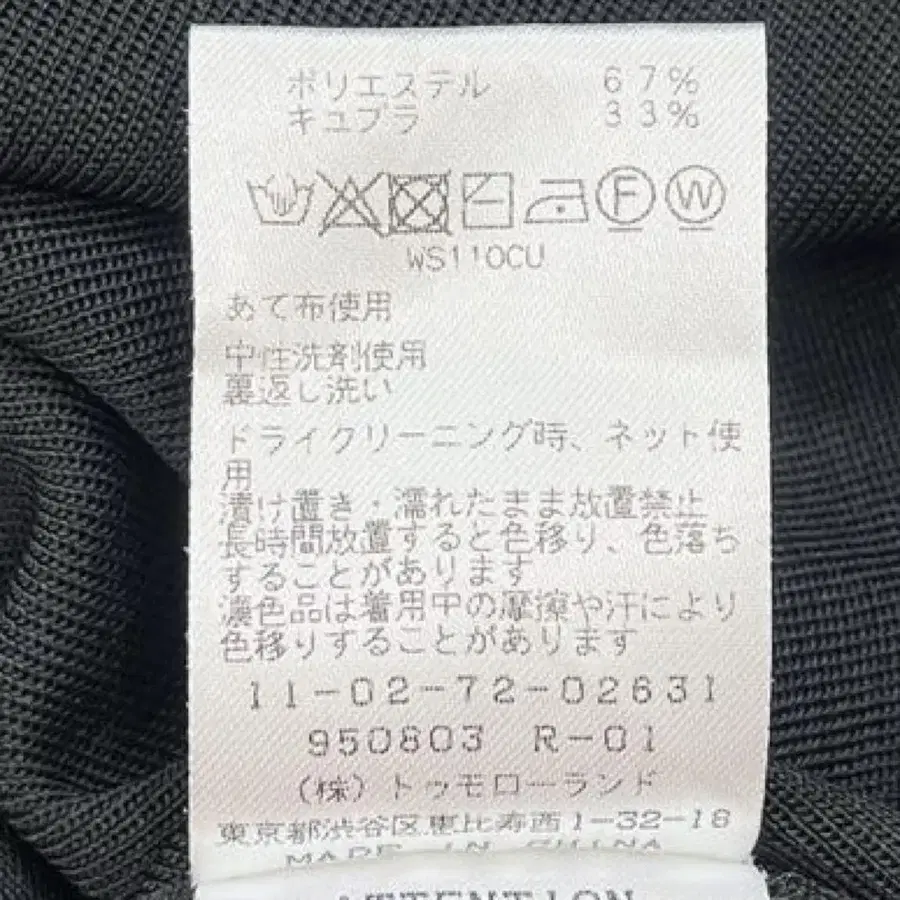 ポリエステル 67%
キュプラ 33%
F W
WS110CU
あて布使用
中性洗剤使用
裏返し洗い
ドライクリーニング時、ネット使
用
漬け置き・濡れたまま放置禁止
長時間放置すると色移り、色落ち
することがあります
濃色品は着用中の摩擦や汗により
色移りすることがあります
11-02-72-02631
950803 R-01
(株)トゥモローランド
東京都渋谷区恵比寿西1-32-18
MADE IN CHINA
ATTENTION